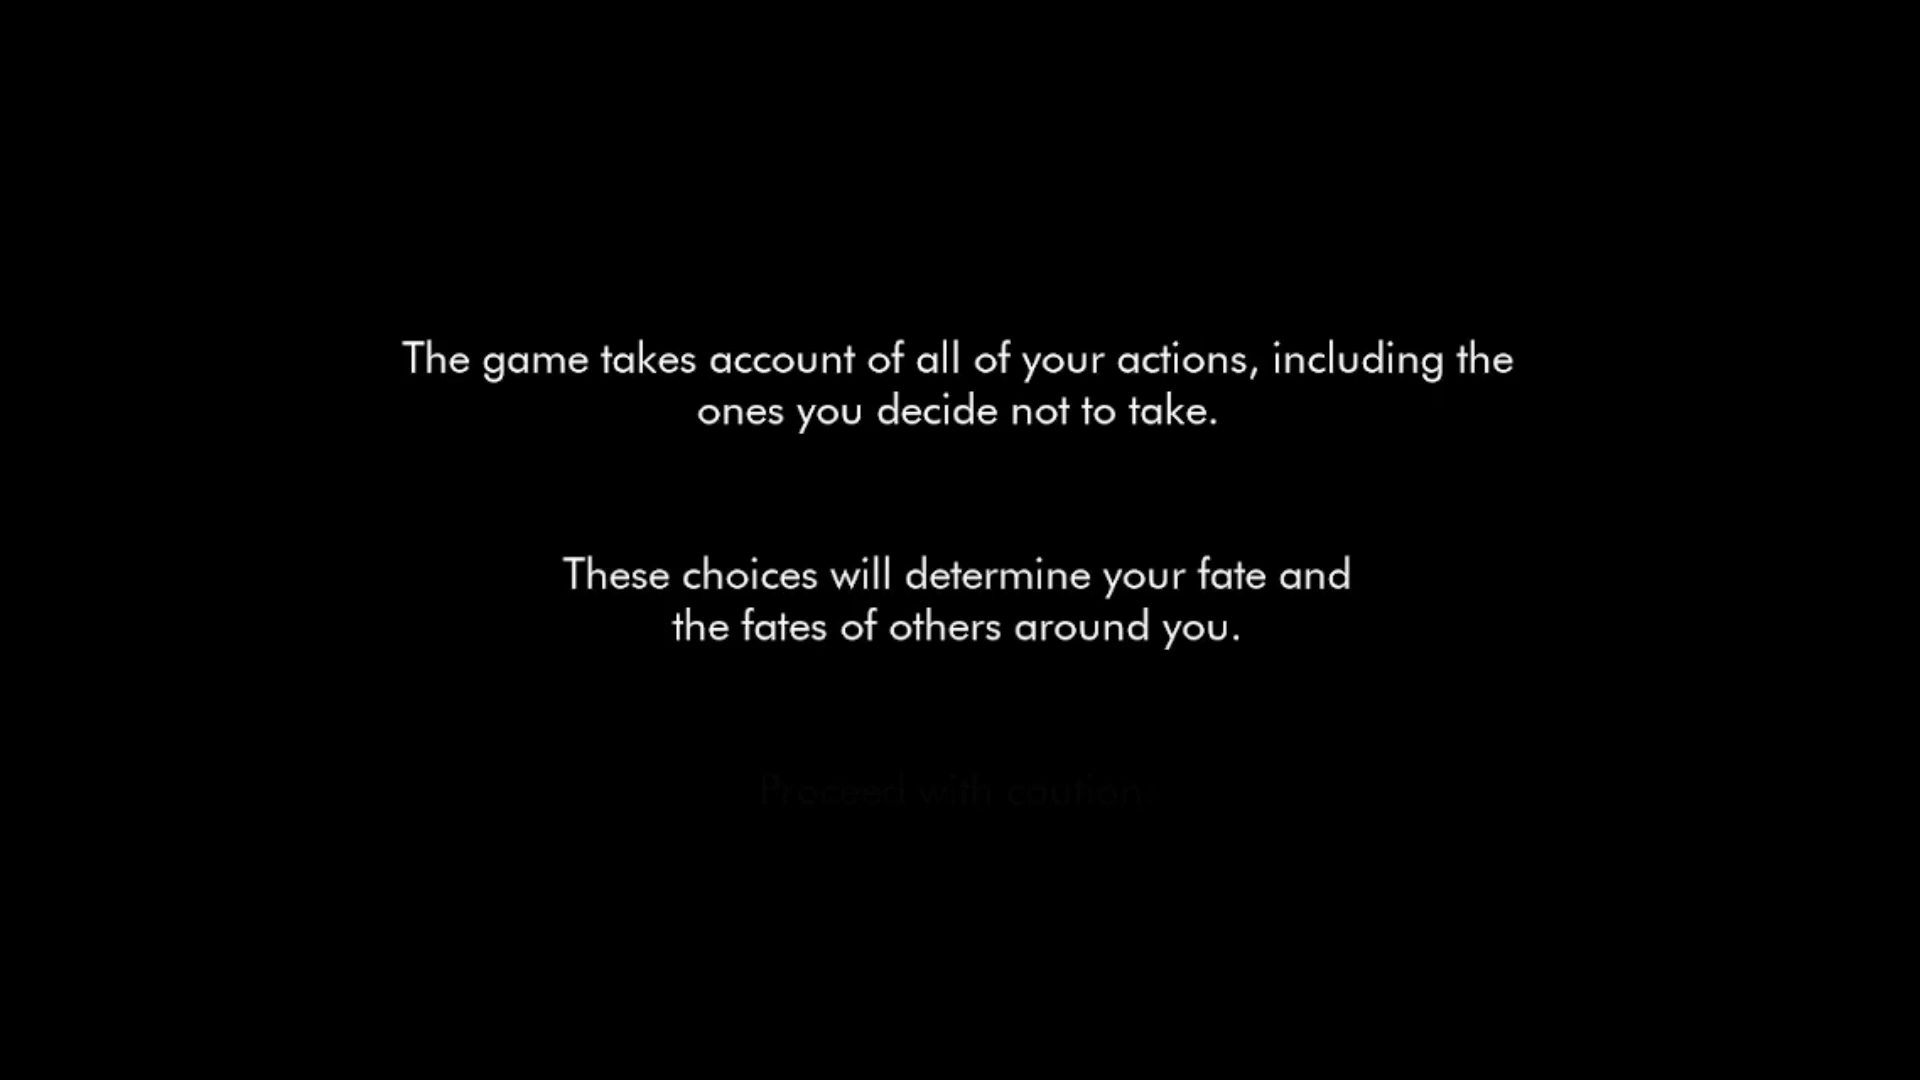 The game takes account of all of your actions, including the
ones you decide not to take.
These choices will determine your fate and
the fates of others around you.
Proceed with caution.